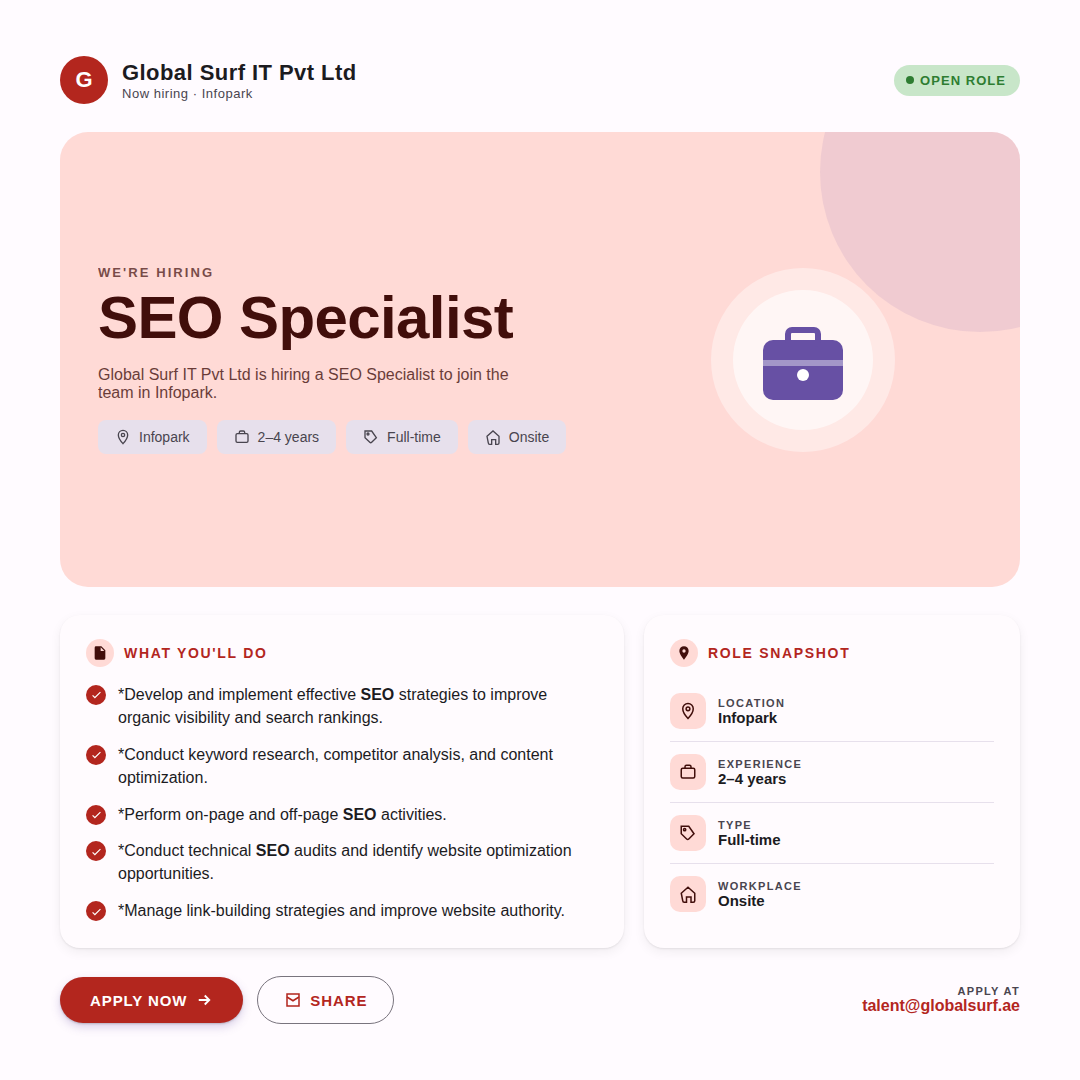 G
Global Surf IT Pvt Ltd
Now hiring · Infopark
OPEN ROLE
WE'RE HIRING
SEO Specialist
Global Surf IT Pvt Ltd is hiring a SEO Specialist to join the
team in Infopark.
Infopark
2–4 years
Full-time
Onsite
WHAT YOU'LL DO
*Develop and implement effective SEO strategies to improve
organic visibility and search rankings.
*Conduct keyword research, competitor analysis, and content
optimization.
*Perform on-page and off-page SEO activities.
*Conduct technical SEO audits and identify website optimization
opportunities.
*Manage link-building strategies and improve website authority.
ROLE SNAPSHOT
LOCATION
Infopark
EXPERIENCE
2–4 years
TYPE
Full-time
WORKPLACE
Onsite
APPLY NOW
SHARE
APPLY AT
talent@globalsurf.ae